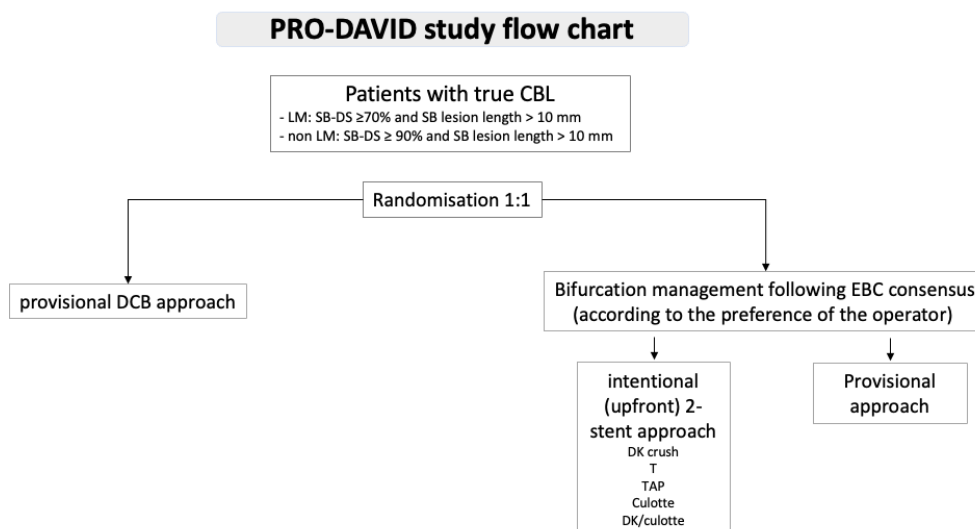 PRO-DAVID study flow chart
Patients with true CBL
- LM: SB-DS ≥70% and SB lesion length > 10 mm
- non LM: SB-DS ≥ 90% and SB lesion length > 10 mm
Randomisation 1:1
provisional DCB approach
Bifurcation management following EBC consensus
(according to the preference of the operator)
intentional
(upfront) 2-
stent approach
DK crush
T
TAP
Culotte
DK/culotte
Provisional
approach